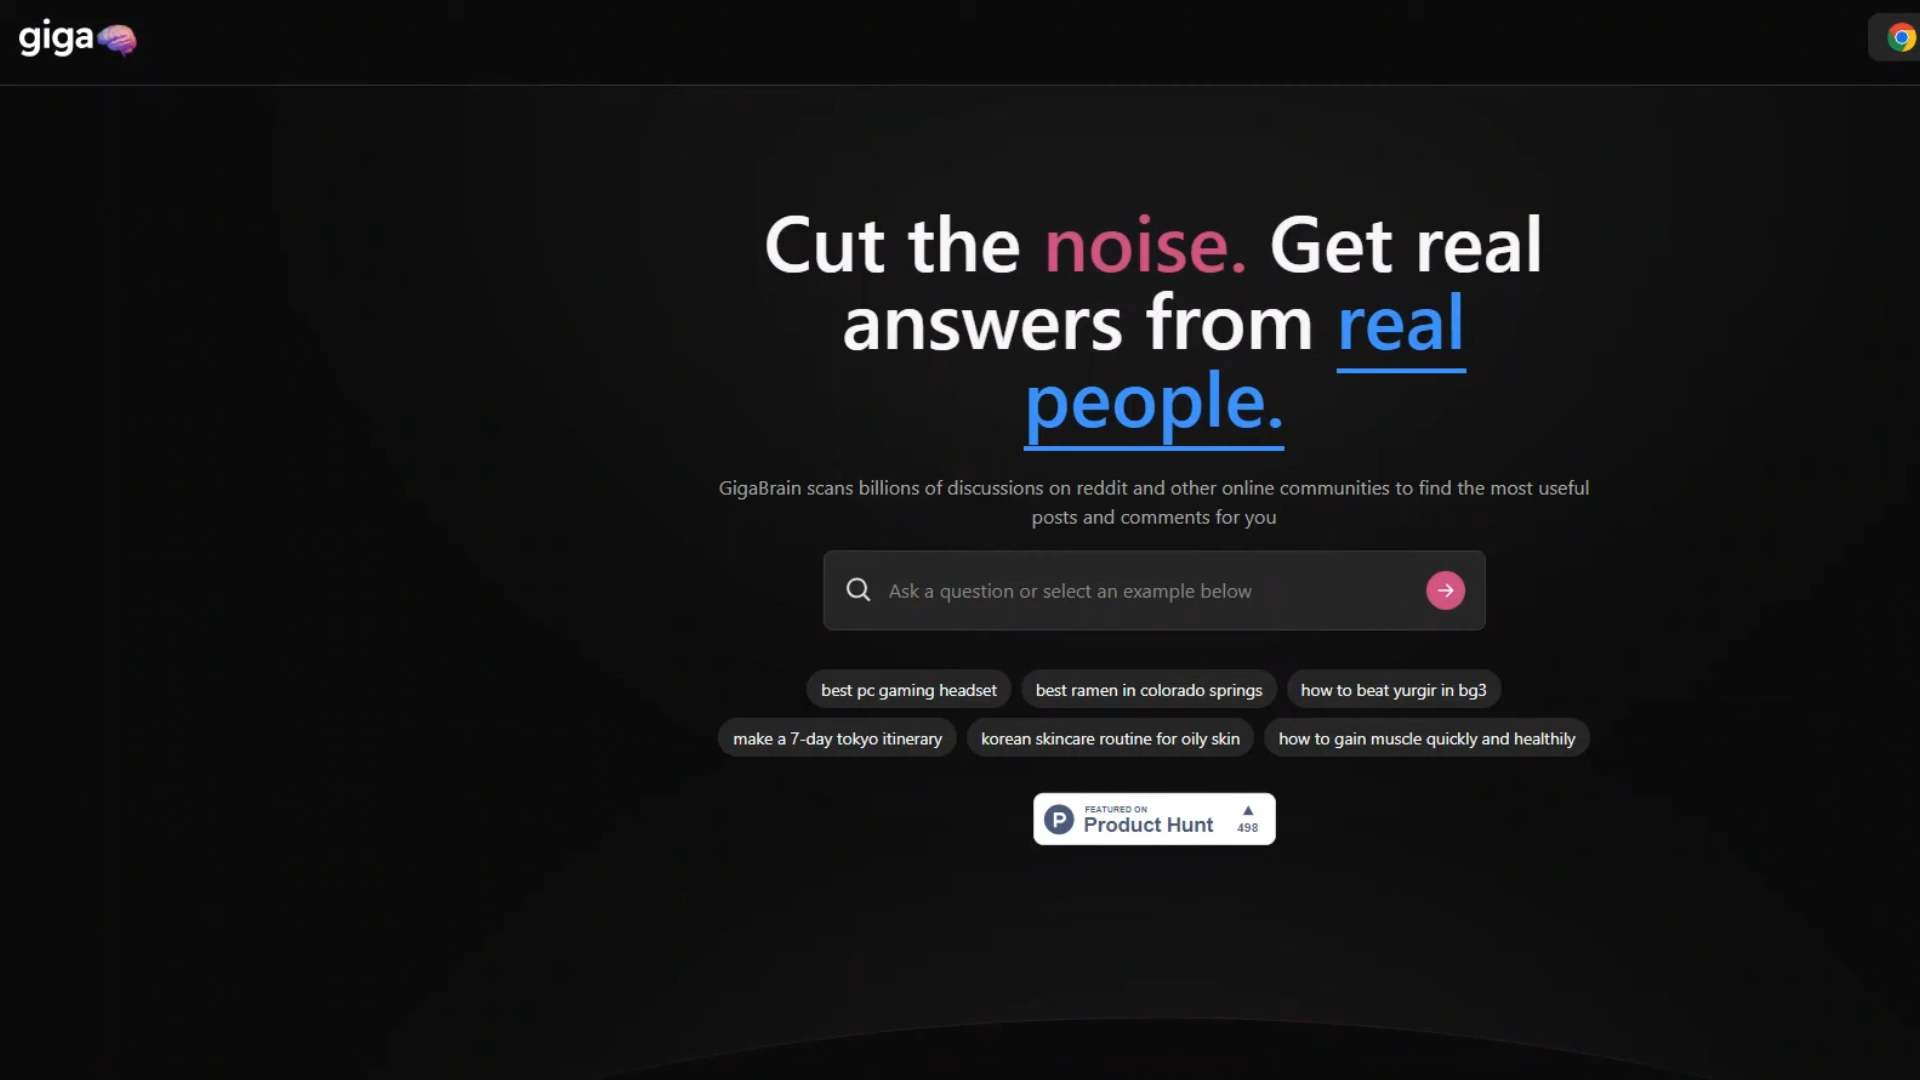 giga
Cut the noise. Get real
answers from real
people.
GigaBrain scans billions of discussions on reddit and other online communities to find the most useful
posts and comments for you
Ask a question or select an example below
best pc gaming headset
best ramen in colorado springs
how to beat yurgir in bg3
make a 7-day tokyo itinerary
korean skincare routine for oily skin
how to gain muscle quickly and healthily
FEATURED ON
Product Hunt
▲
498